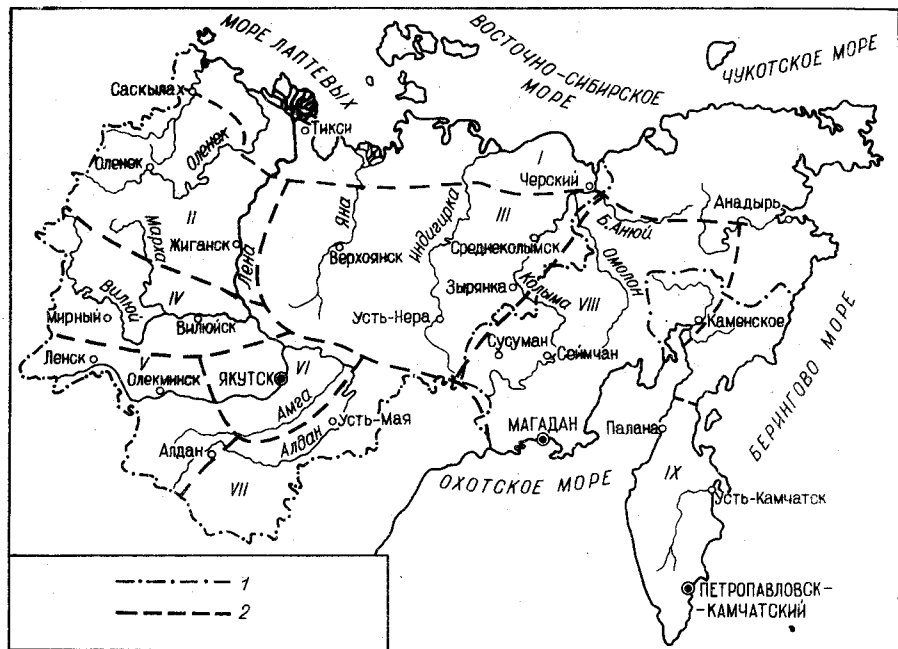 МОРЕ ЛАПТЕВЫХ
ВОСТОЧНО-СИБИРСКОЕ
МОРЕ
ЧУКОТСКОЕ МОРЕ
Саскылах
Тикси
Оленек
Оленек
I
Черский
Яна
Индигирка
III
Б.Анюй
Анадырь
II
Марха
Жиганск
Лена
Верхоянск
Среднеколымск
Омолон
Зырянка
Колыма
VIII
IV
Вилюй
Мирный
Вилюйск
Усть-Нера
Каменское
Сусуман
Сеймчан
Ленск
V
Олекминск
ЯКУТСК
VI
Амга
Усть-Мая
Алдан
Алдан
МАГАДАН
Палана
БЕРИНГОВО МОРЕ
VII
ОХОТСКОЕ МОРЕ
IX
Усть-Камчатск
1
2
ПЕТРОПАВЛОВСК-
-КАМЧАТСКИЙ